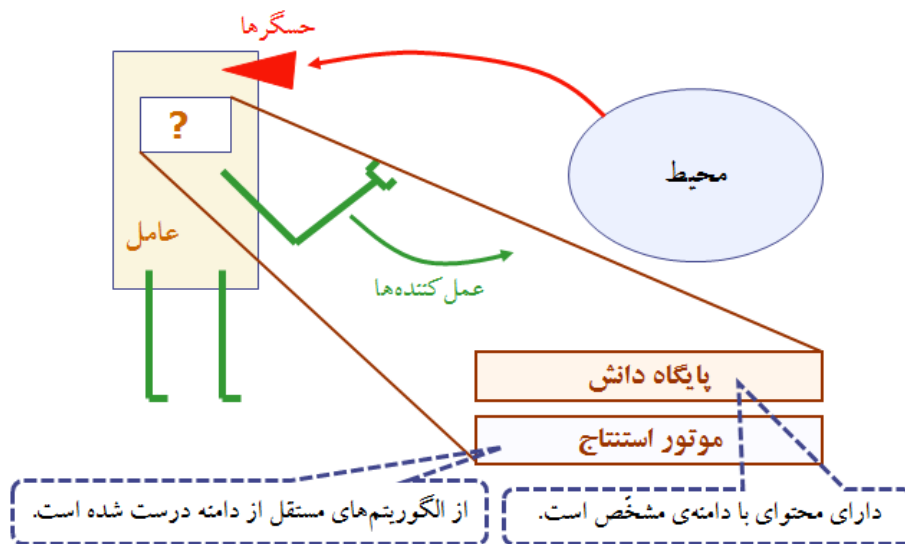 حسگرها
?
محیط
عامل
عمل‌کننده‌ها
پایگاه دانش
موتور استنتاج
دارای محتوای با دامنه‌ی مشخّص است.
از الگوریتم‌های مستقل از دامنه درست شده است.